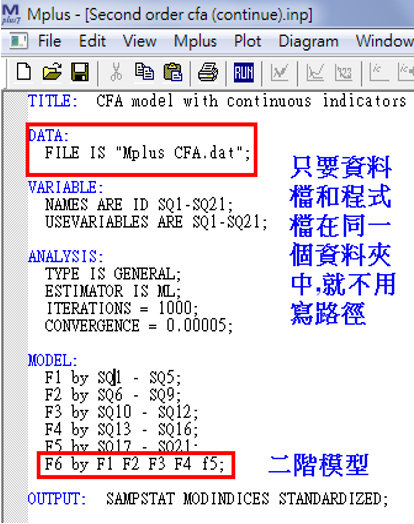 Mplus - [Second order cfa (continue).inp]
File Edit View Mplus Plot Diagram Window
RUN
TITLE: CFA model with continuous indicators
DATA:
FILE IS "Mplus CFA.dat";
VARIABLE:
NAMES ARE ID SQ1-SQ21;
USEVARIABLES ARE SQ1-SQ21;
ANALYSIS:
TYPE IS GENERAL;
ESTIMATOR IS ML;
ITERATIONS = 1000;
CONVERGENCE = 0.00005;
只要資料
檔和程式
檔在同一
個資料夾
中,就不用
寫路徑
MODEL:
F1 by SQ1 - SQ5;
F2 by SQ6 - SQ9;
F3 by SQ10 - SQ12;
F4 by SQ13 - SQ16;
F5 by SQ17 - SQ21;
F6 by F1 F2 F3 F4 f5;
二階模型
OUTPUT: SAMPSTAT MODINDICES STANDARDIZED;